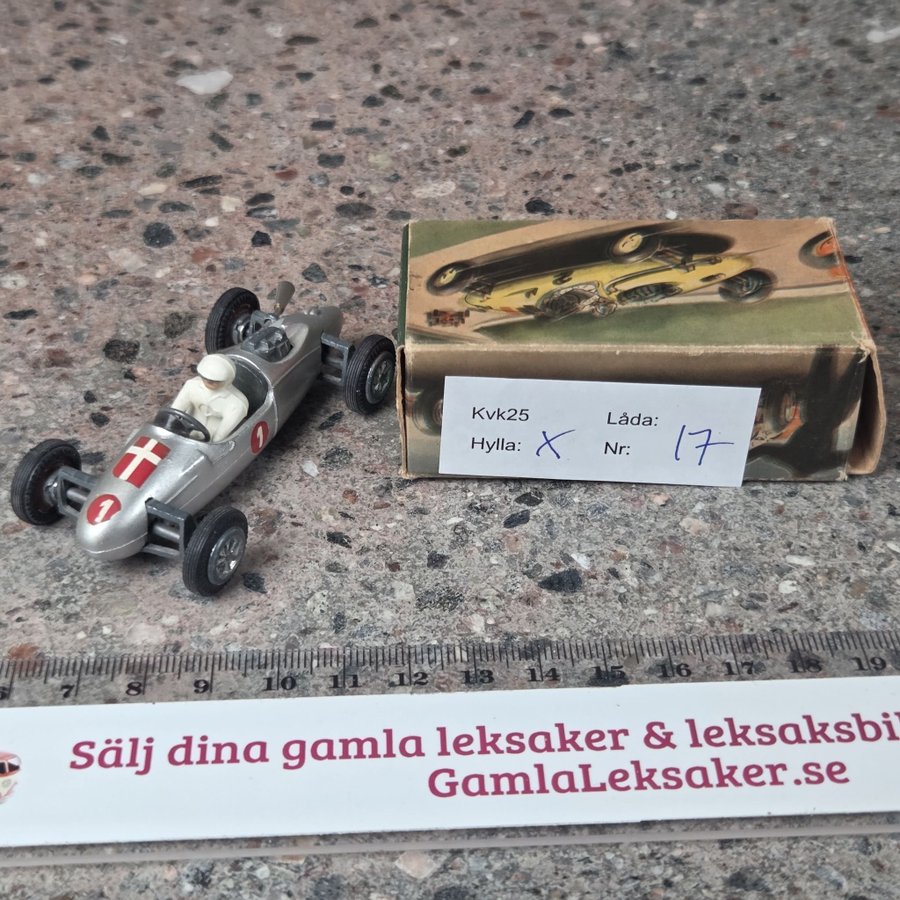 1
1
Kvk25 Låda:
Hylla: X Nr: 17
7 8 9 10 11 12 13 14 15 16 17 18 19
Sälj dina gamla leksaker & leksaksbil
GamlaLeksaker.se